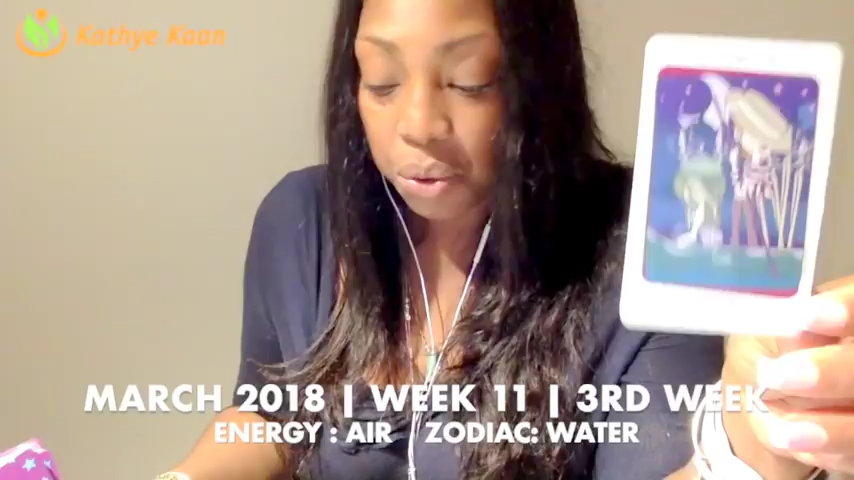 Kathye Kaan
MARCH 2018 | WEEK 11 | 3RD WEEK
ENERGY : AIR / ZODIAC: WATER